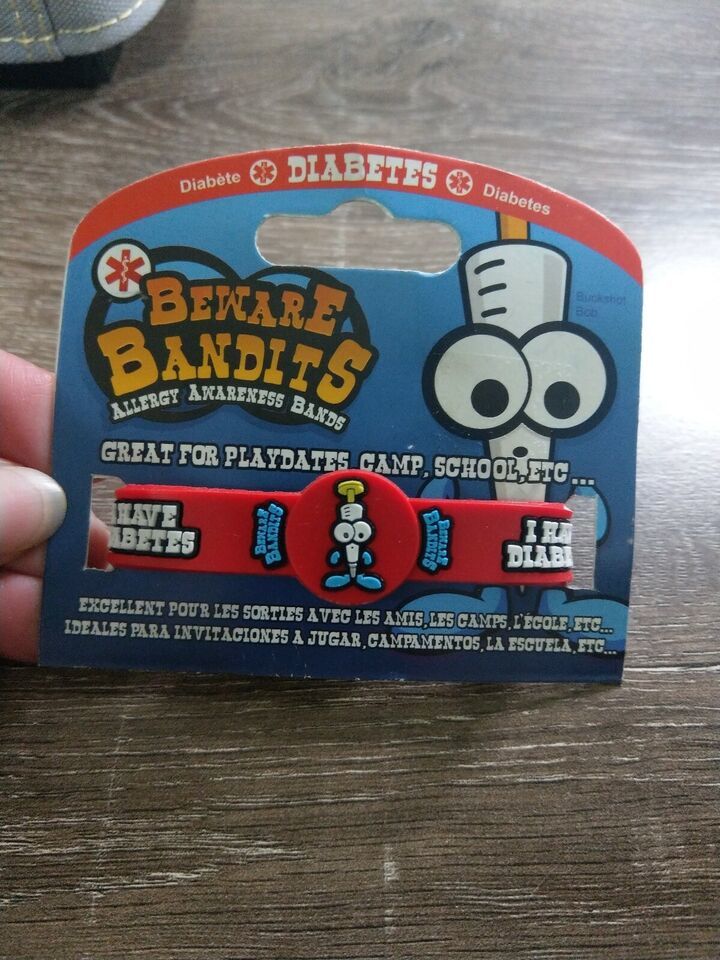 Diabète DIABETES Diabetes
BEWARE
BANDITS
ALLERGY AWARENESS BANDS
Buckshot
Bob
GREAT FOR PLAYDATES, CAMP, SCHOOL, ETC...
I HAVE
DIABETES
BEWARE
BANDITS
BEWARE
BANDITS
I HA
DIAB
EXCELLENT POUR LES SORTIES AVEC LES AMIS, LES CAMPS, L'ÉCOLE, ETC...
IDEALES PARA INVITACIONES A JUGAR, CAMPAMENTOS, LA ESCUELA, ETC...